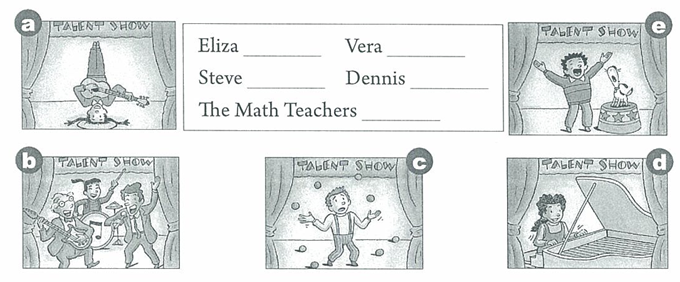 a
TALENT SHOW
Eliza ________ Vera ________
Steve ________ Dennis ________
The Math Teachers ________
e
TALENT SHOW
b
TALENT SHOW
c
TALENT SHOW
d
TALENT SHOW